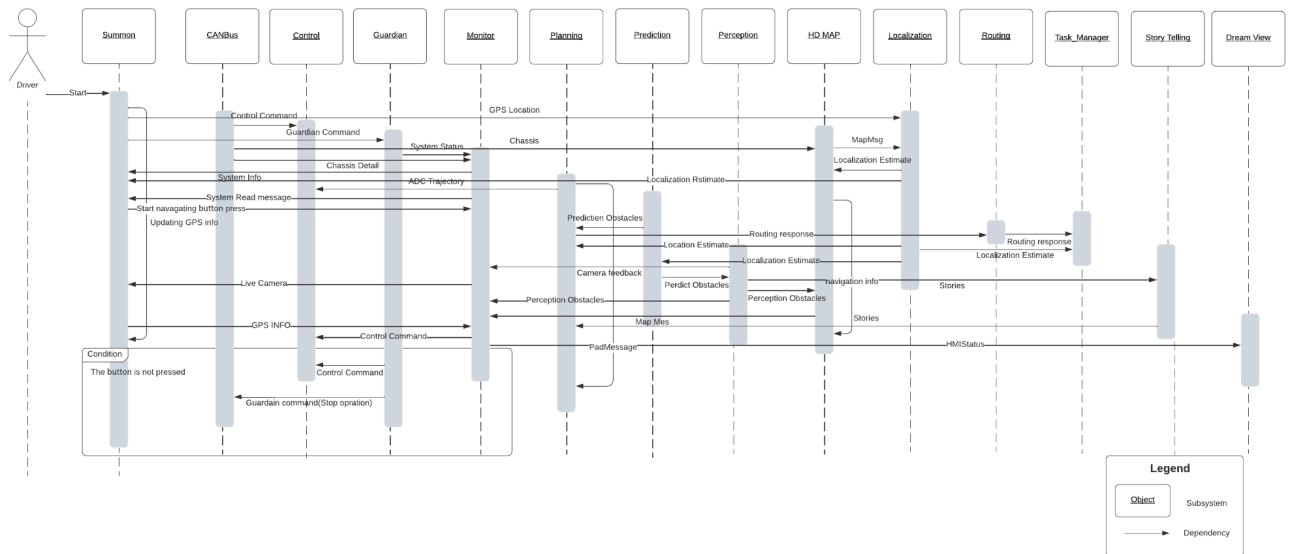 Summon
CANBus
Control
Guardian
Monitor
Planning
Prediction
Perception
HD MAP
Localization
Routing
Task_Manager
Story Telling
Dream View
Driver
Start
GPS Location
Control Command
Guardian Command
Chassis
MapMsg
System Status
Localization Estimate
Chassis Detail
System Info
Localization Rstimate
ADC Trajectory
System Read message
Start navagating button press
Updating GPS info
Prediction Obstacles
Routing response
Routing response
Location Estimate
Localization Estimate
Localization Estimate
Camera feedback
Live Camera
Perdict Obstacles
navigation info
Stories
Perception Obstacles
Perception Obstacles
Map Mes
Stories
GPS INFO
Control Command
PadMessage
HMIStatus
Condition
The button is not pressed
Control Command
Guardain command(Stop opration)
Legend
Object
Subsystem
Dependency